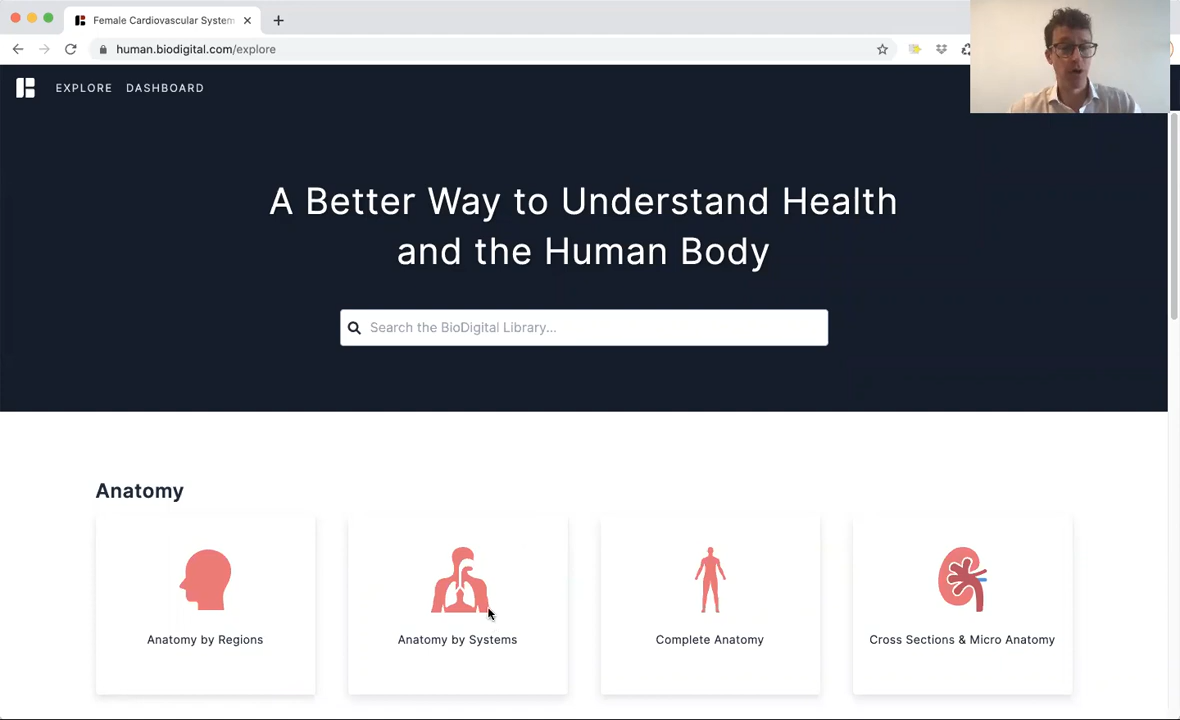 Female Cardiovascular System
human.biodigital.com/explore
EXPLORE DASHBOARD
A Better Way to Understand Health
and the Human Body
Search the BioDigital Library...
Anatomy
Anatomy by Regions
Anatomy by Systems
Complete Anatomy
Cross Sections & Micro Anatomy